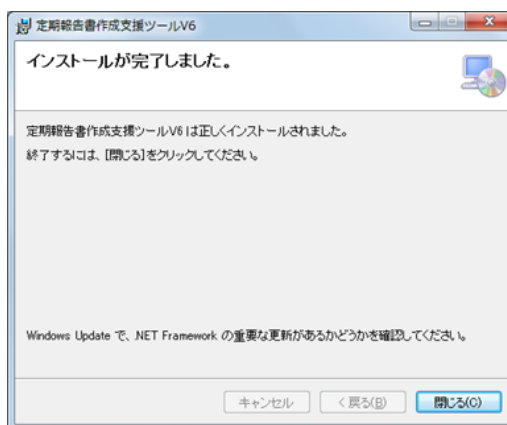 定期報告書作成支援ツールV6
インストールが完了しました。
定期報告書作成支援ツールV6 は正しくインストールされました。
終了するには、[閉じる]をクリックしてください。
Windows Update で、.NET Framework の重要な更新があるかどうかを確認してください。
キャンセル
< 戻る(B)
閉じる(C)